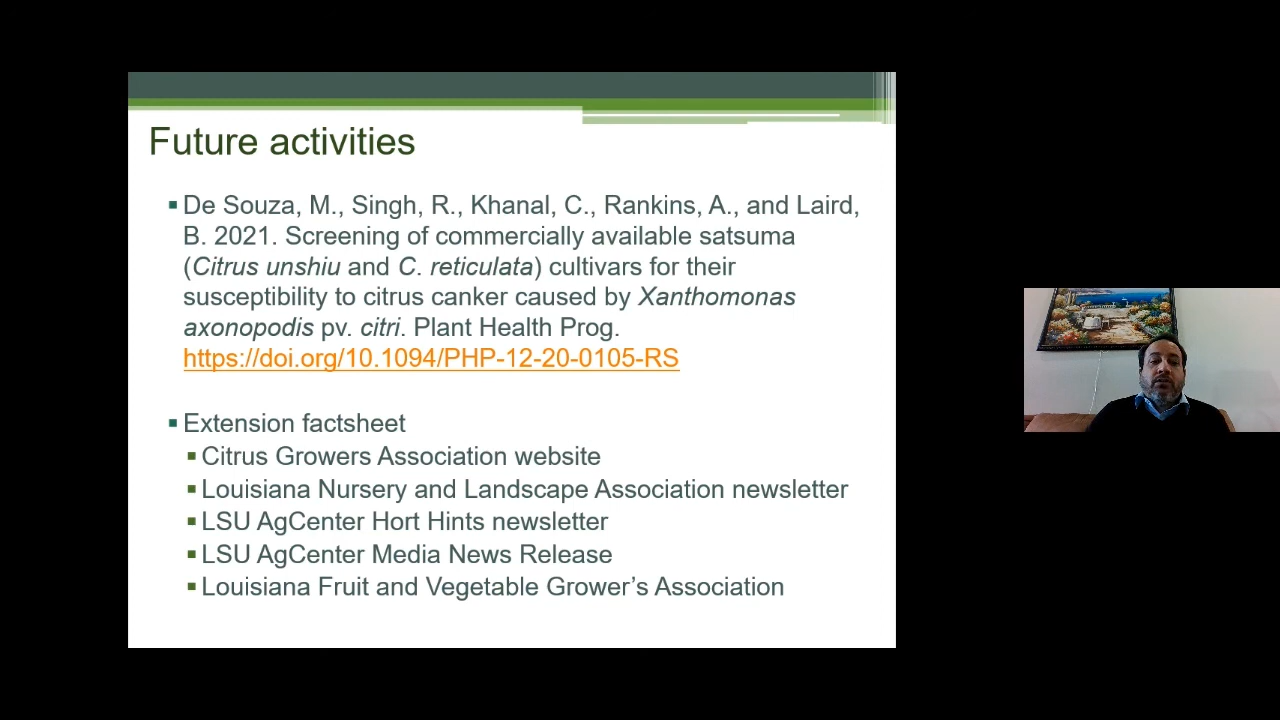 Future activities
De Souza, M., Singh, R., Khanal, C., Rankins, A., and Laird,
B. 2021. Screening of commercially available satsuma
(Citrus unshiu and C. reticulata) cultivars for their
susceptibility to citrus canker caused by Xanthomonas
axonopodis pv. citri. Plant Health Prog.
https://doi.org/10.1094/PHP-12-20-0105-RS
Extension factsheet
Citrus Growers Association website
Louisiana Nursery and Landscape Association newsletter
LSU AgCenter Hort Hints newsletter
LSU AgCenter Media News Release
Louisiana Fruit and Vegetable Grower’s Association